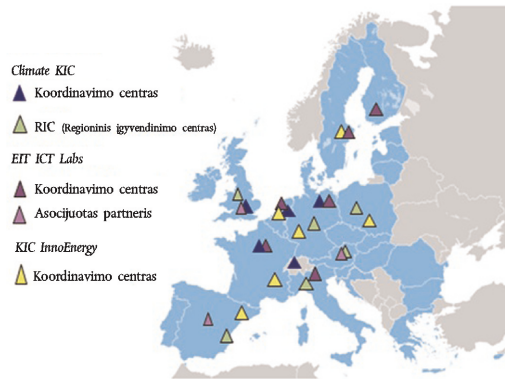 Climate KIC
Koordinavimo centras
RIC (Regioninis įgyvendinimo centras)
EIT ICT Labs
Koordinavimo centras
Asocijuotas partneris
KIC InnoEnergy
Koordinavimo centras